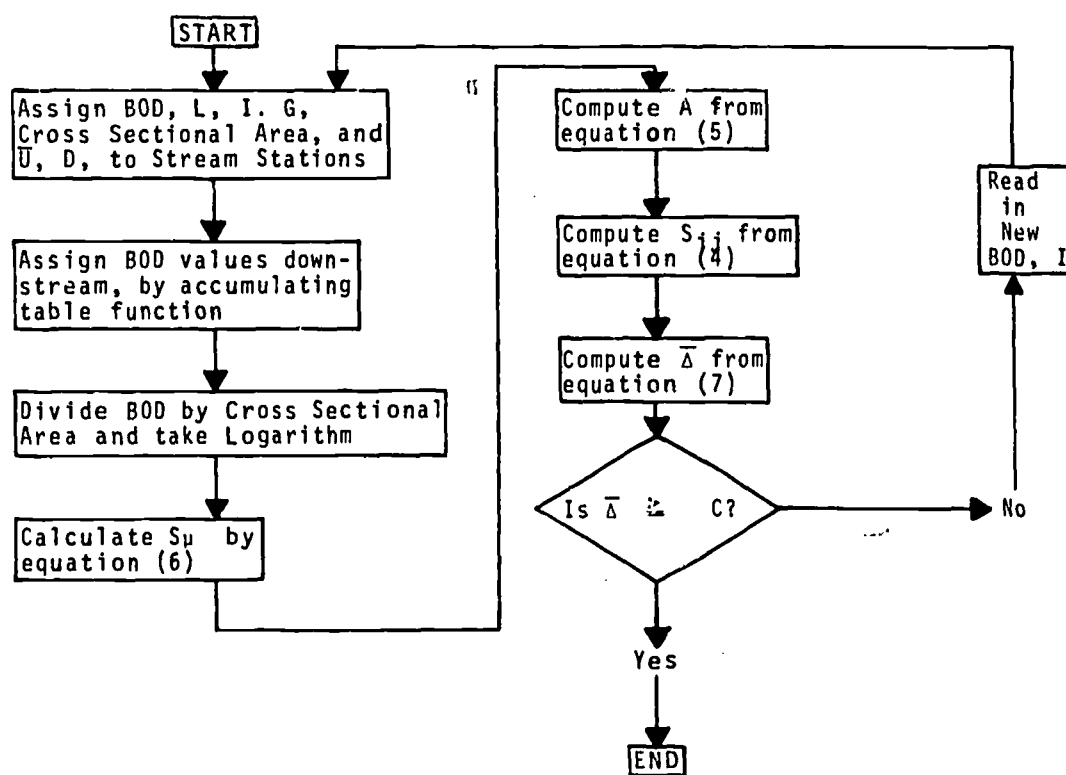 START
Assign BOD, L, I. G,
Cross Sectional Area, and
U̅, D, to Stream Stations
Assign BOD values down-
stream, by accumulating
table function
Divide BOD by Cross Sectional
Area and take Logarithm
Calculate Sμ by
equation (6)
Compute A from
equation (5)
Compute Sij from
equation (4)
Compute Δ̅ from
equation (7)
Is Δ̅ C?
No
Read
in
New
BOD, I
Yes
END